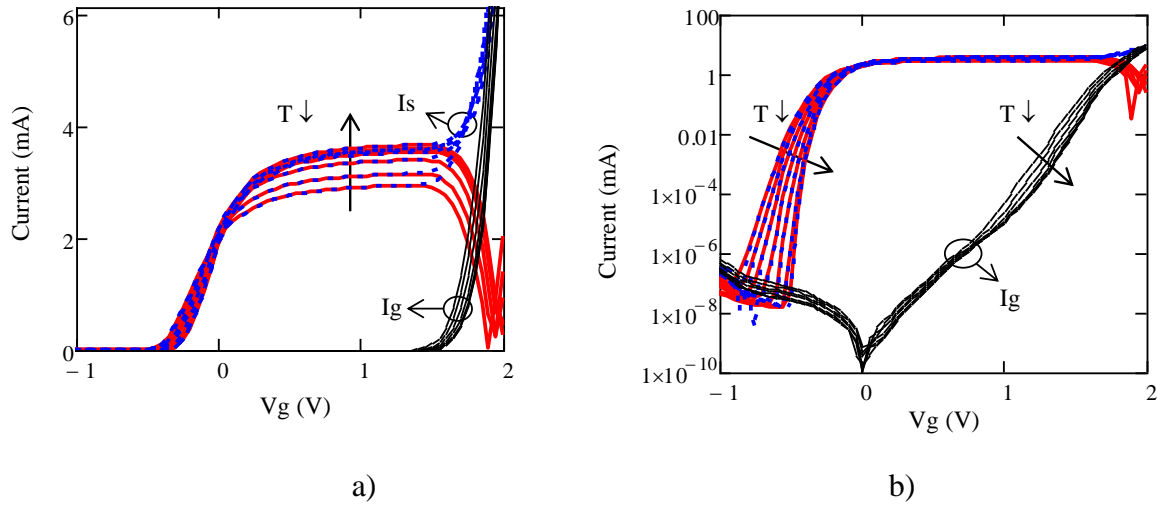 6
4
2
0
Current (mA)
T ↓
Is
Ig
− 1
0
1
2
Vg (V)
a)
100
1
0.01
1×10⁻⁴
1×10⁻⁶
1×10⁻⁸
1×10⁻¹⁰
Current (mA)
T ↓
T ↓
Ig
− 1
0
1
2
Vg (V)
b)